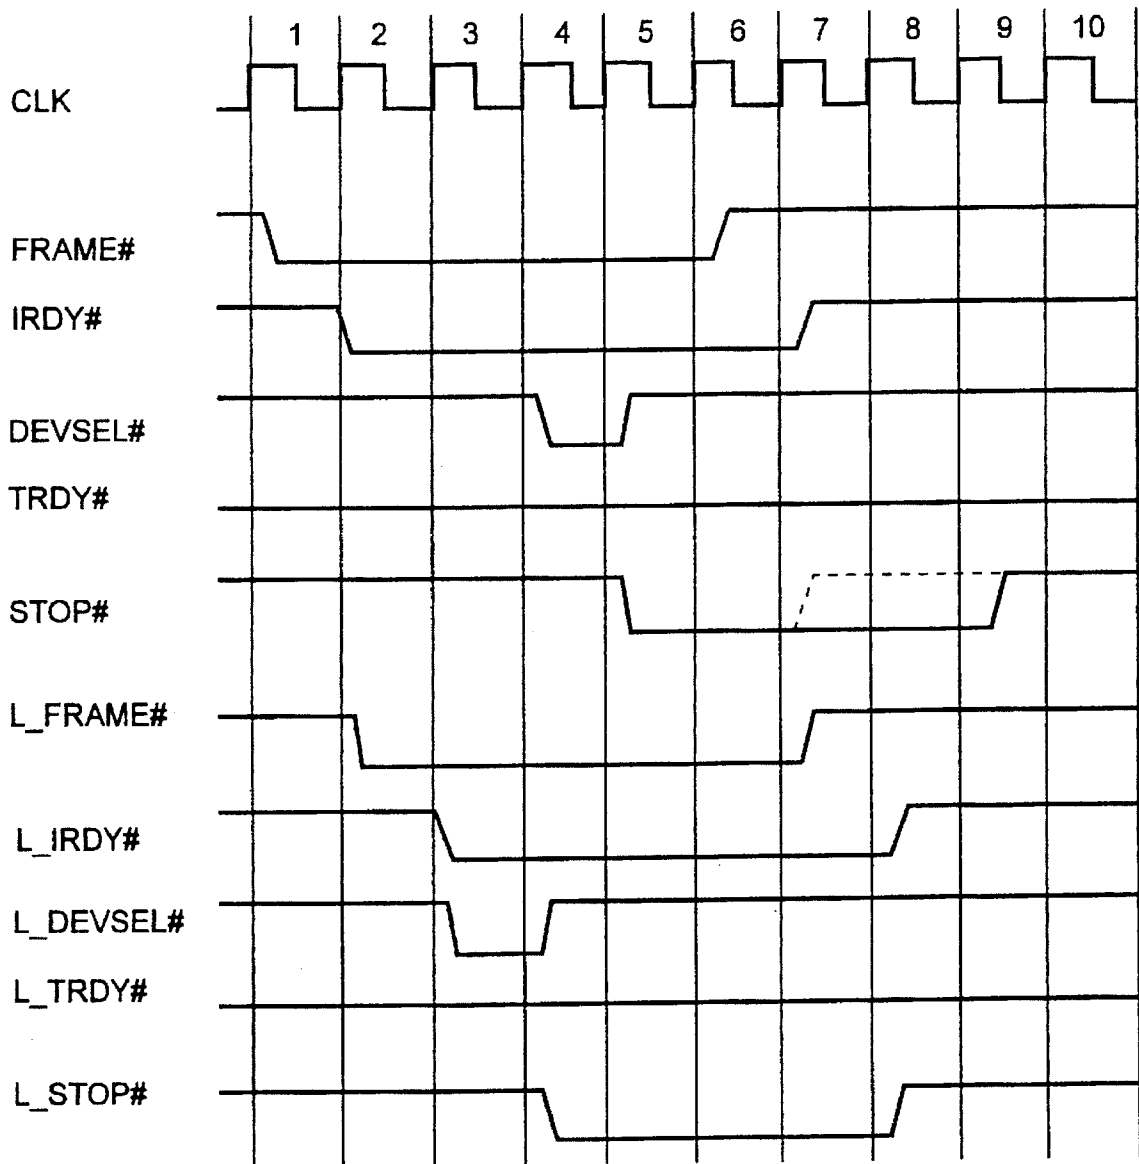 1 2 3 4 5 6 7 8 9 10
CLK
FRAME#
IRDY#
DEVSEL#
TRDY#
STOP#
L_FRAME#
L_IRDY#
L_DEVSEL#
L_TRDY#
L_STOP#